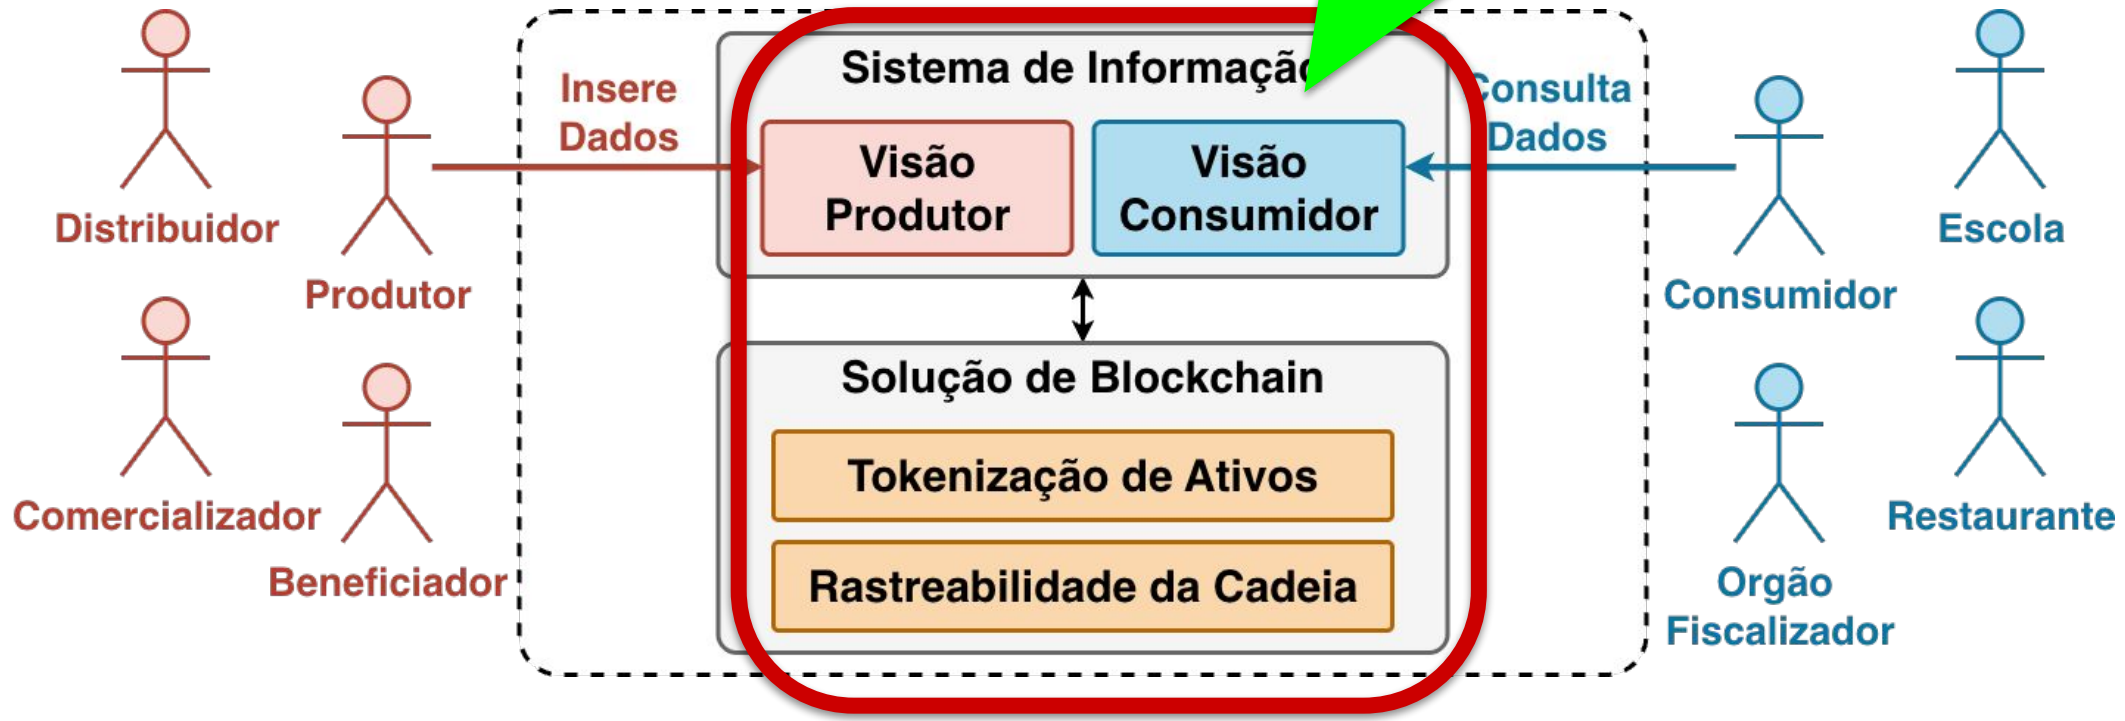 Sistema de Informação
Insere
Dados
Consulta
Dados
Visão
Produtor
Visão
Consumidor
Distribuidor
Produtor
Comercializador
Beneficiador
Solução de Blockchain
Tokenização de Ativos
Rastreabilidade da Cadeia
Consumidor
Escola
Orgão
Fiscalizador
Restaurante